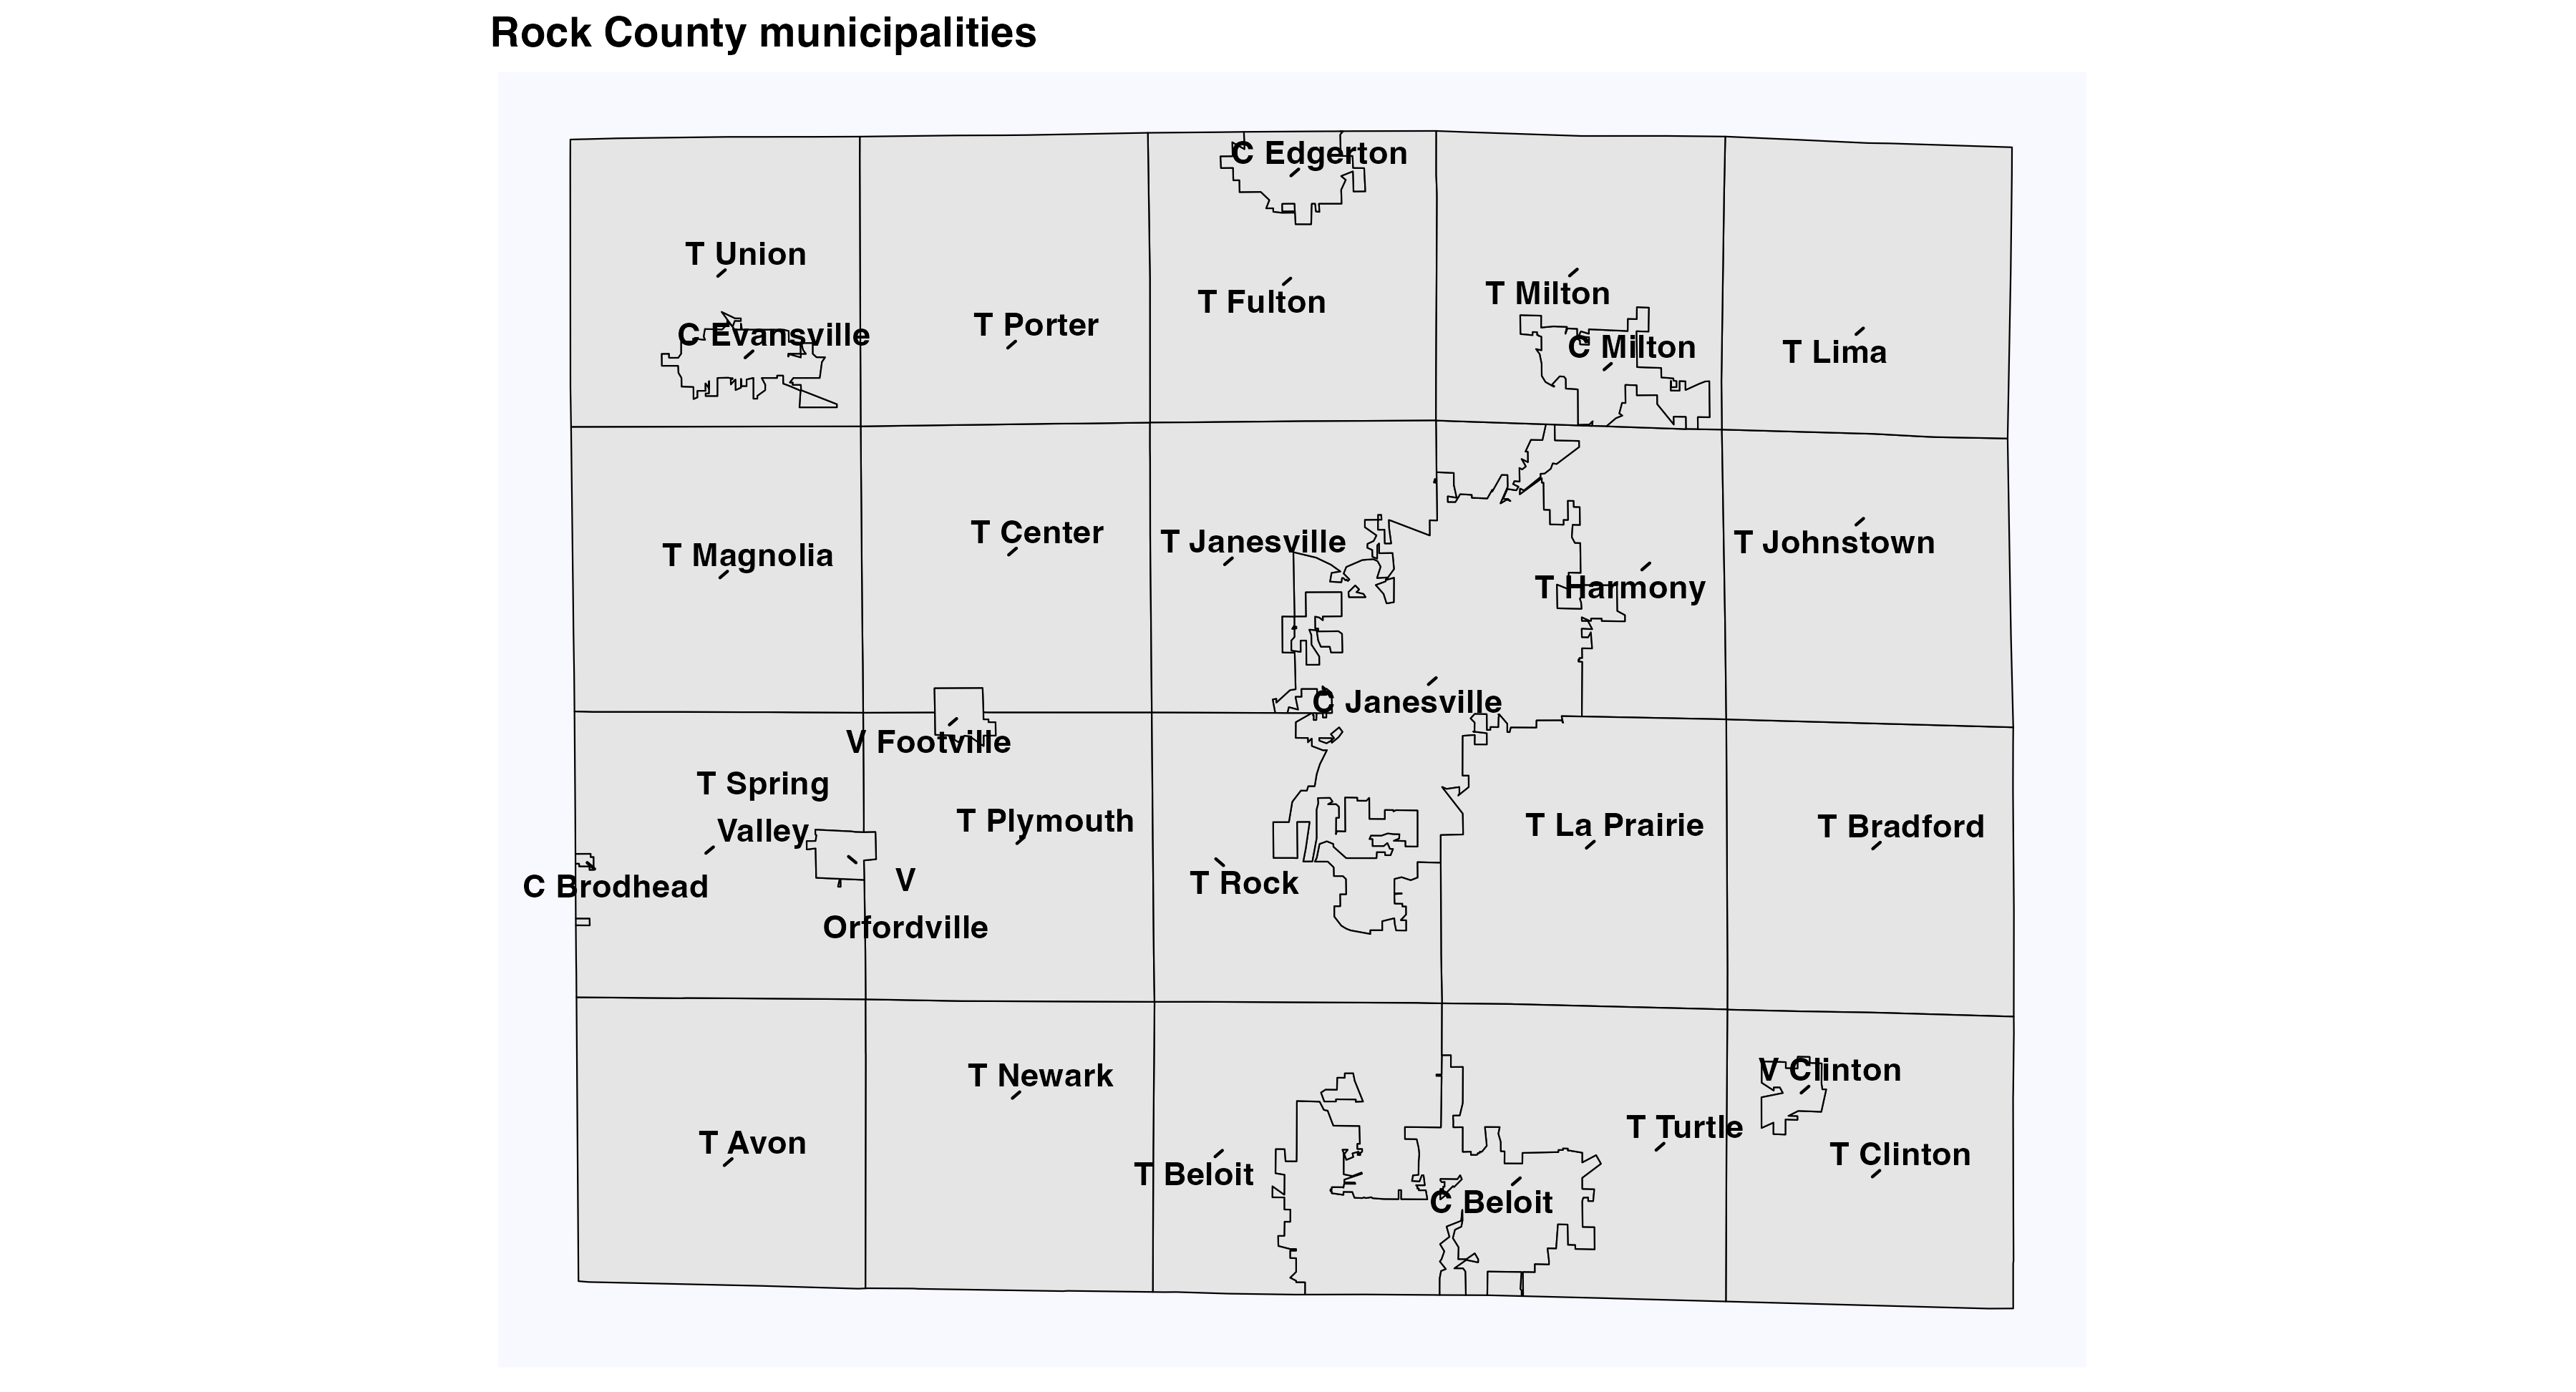 Rock County municipalities
C Edgerton
T Union
T Fulton
T Milton
C Evansville
T Porter
C Milton
T Lima
T Magnolia
T Center
T Janesville
T Johnstown
T Harmony
C Janesville
V Footville
T Spring
Valley
T Plymouth
T La Prairie
T Bradford
C Brodhead
V
Orfordville
T Rock
T Newark
V Clinton
T Avon
T Turtle
T Beloit
T Clinton
C Beloit